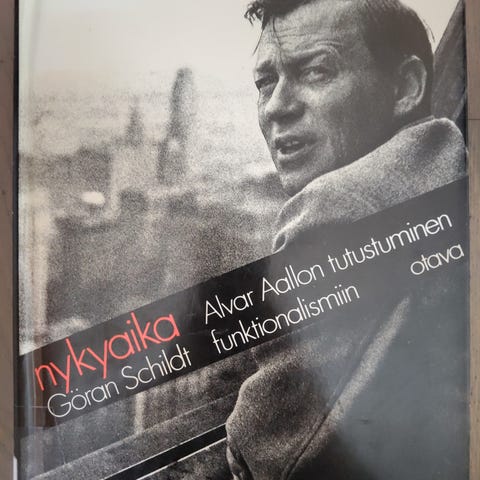 nykyaika Alvar Aallon tutustuminen
Göran Schildt funktionalismiin otava